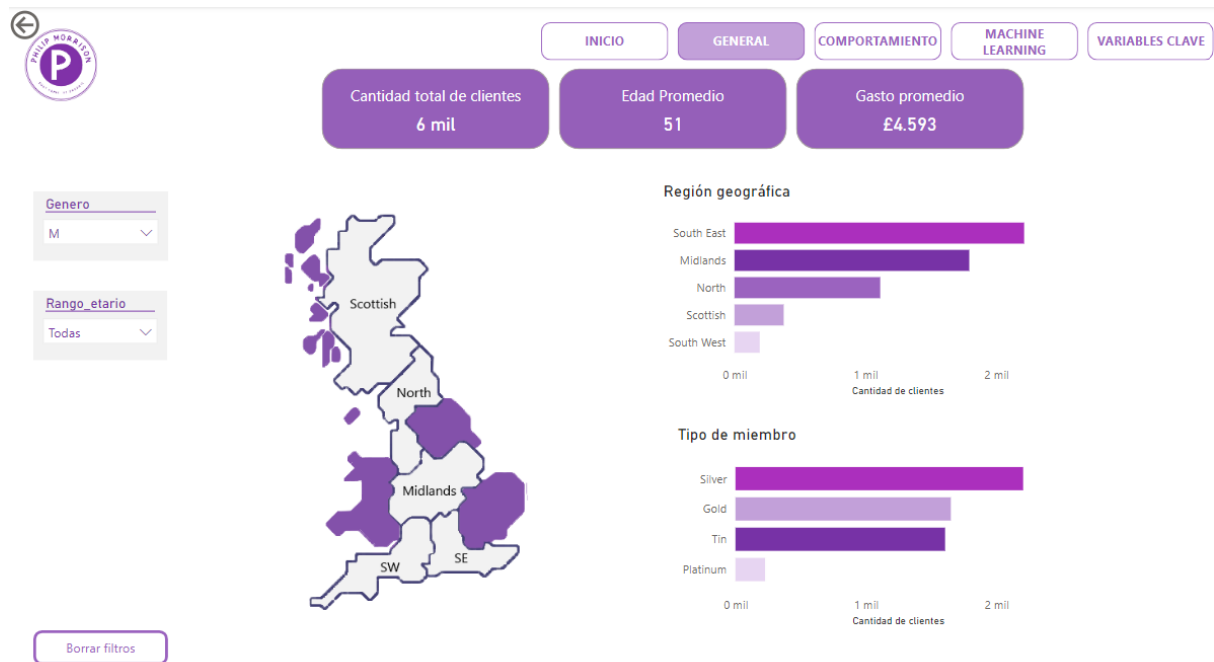 PHILIP MORRISON
P
INICIO
GENERAL
COMPORTAMIENTO
MACHINE
LEARNING
VARIABLES CLAVE
Cantidad total de clientes
6 mil
Edad Promedio
51
Gasto promedio
£4.593
Genero
M
Rango_etario
Todas
Scottish
North
Midlands
SW
SE
Región geográfica
South East
Midlands
North
Scottish
South West
0 mil
1 mil
2 mil
Cantidad de clientes
Tipo de miembro
Silver
Gold
Tin
Platinum
0 mil
1 mil
2 mil
Cantidad de clientes
Borrar filtros